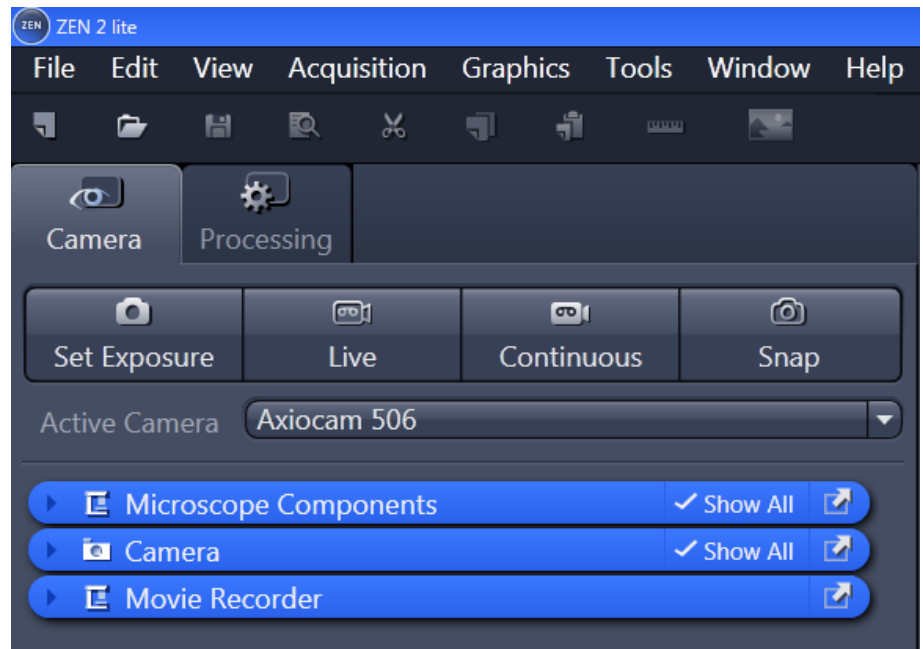 ZEN ZEN 2 lite
File Edit View Acquisition Graphics Tools Window Help
Camera Processing
Set Exposure Live Continuous Snap
Active Camera Axiocam 506
Microscope Components Show All
Camera Show All
Movie Recorder